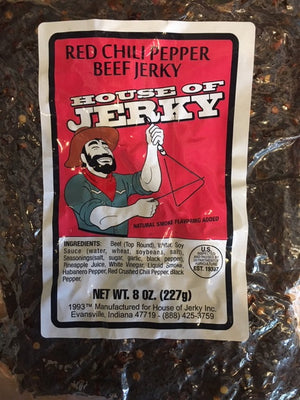 RED CHILI PEPPER
BEEF JERKY
HOUSE OF
JERKY
NATURAL SMOKE FLAVORING ADDED
INGREDIENTS: Beef (Top Round), Soy
Sauce (water, wheat, soybeans, salt),
Seasonings/salt, sugar, garlic, black, pepper,
Pineapple Juice, White Vinegar, Liquid Smoke,
Habanero Pepper, Red Crushed Chili Pepper, Black
Pepper.
U.S.
INSPECTED
EST. 19327
NET WT. 8 OZ. (227g)
1993™ Manufactured for House of Jerky Inc.
Evansville, Indiana 47719 - (888) 425-3759